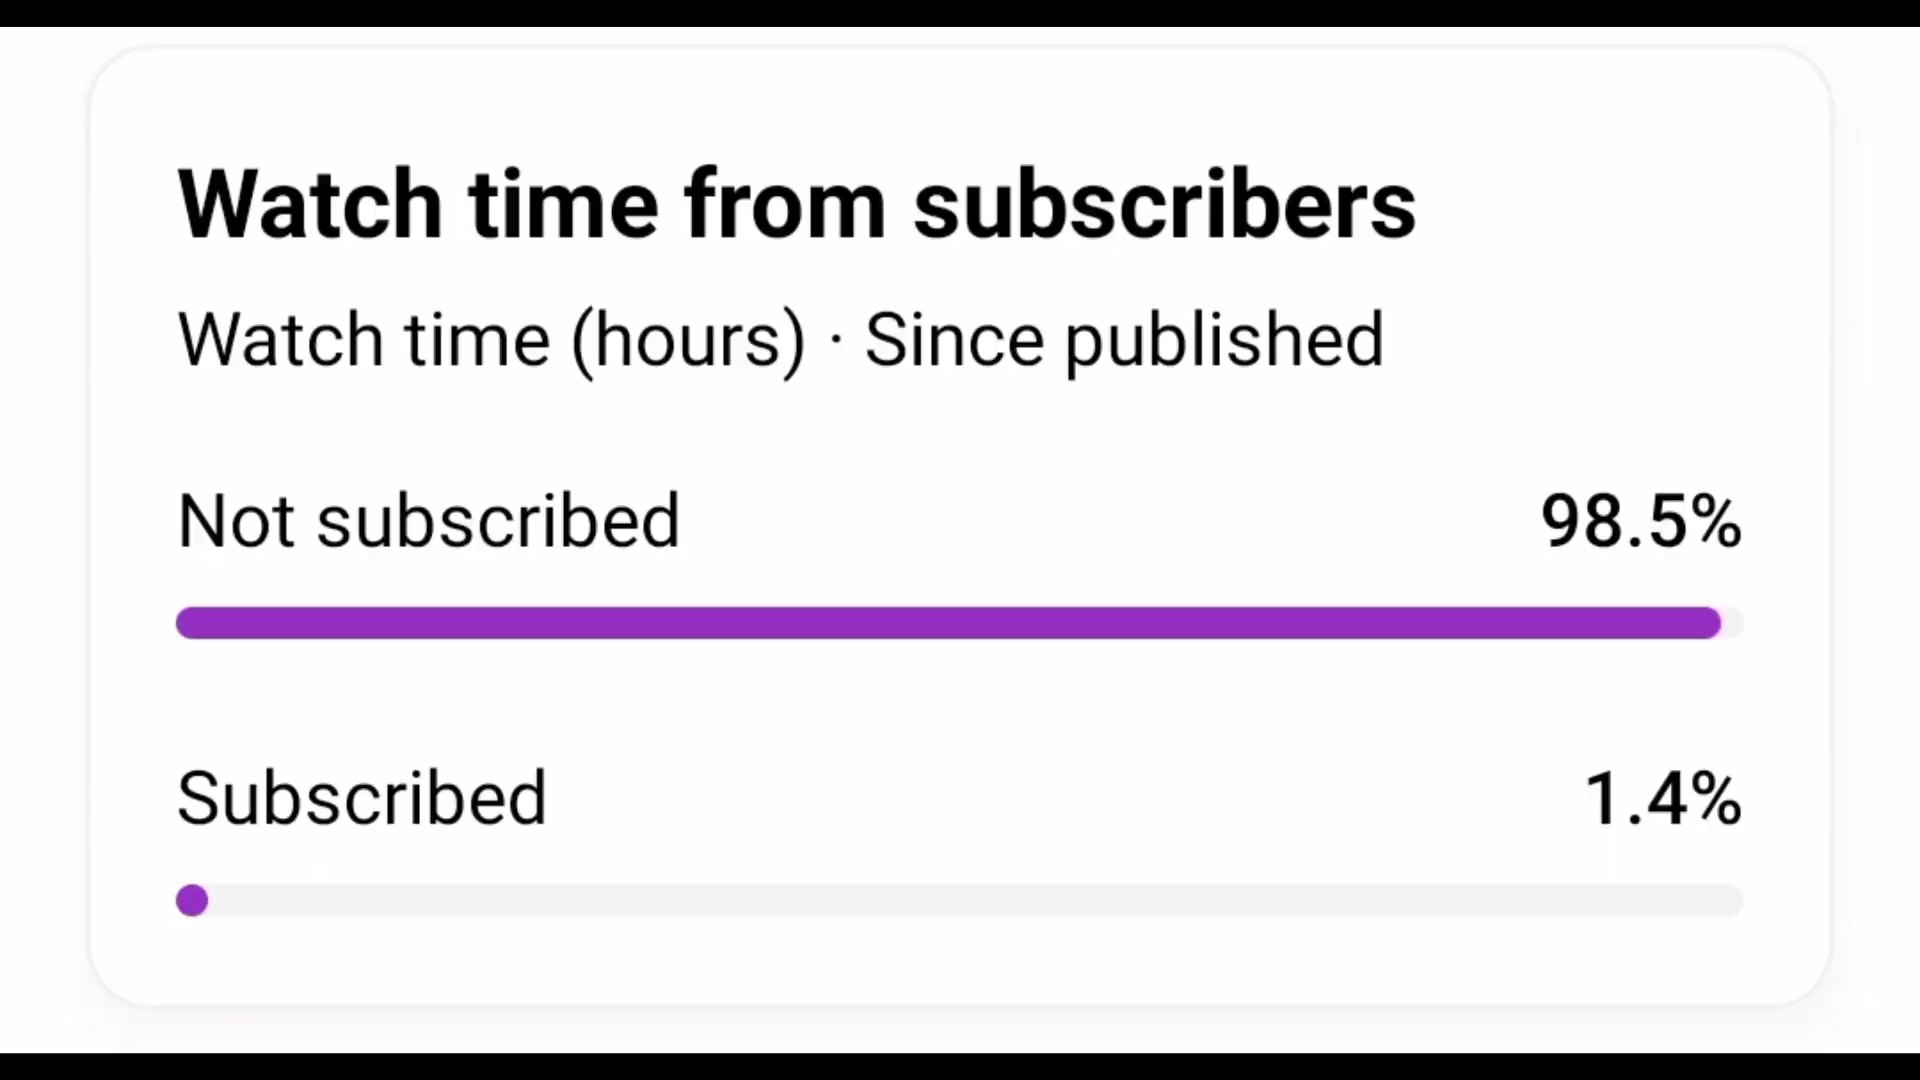 Watch time from subscribers
Watch time (hours) · Since published
Not subscribed 98.5%
Subscribed 1.4%